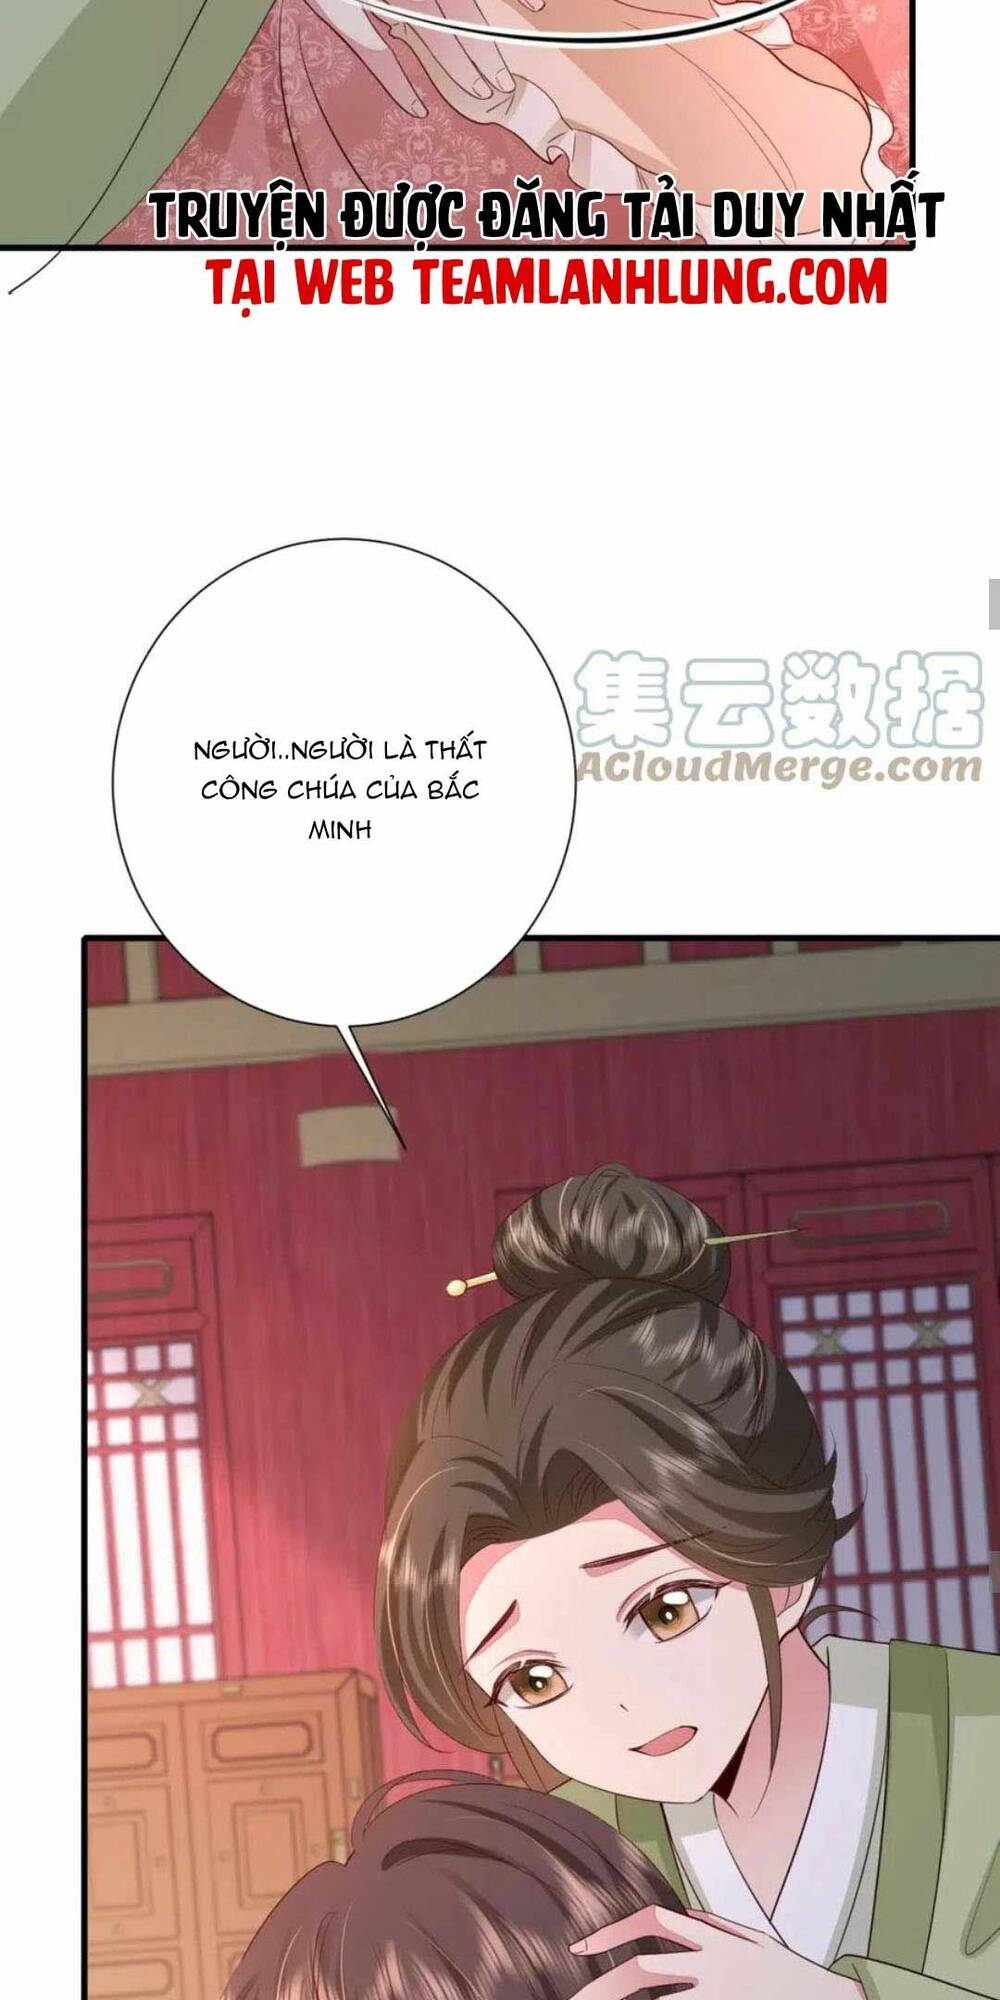 TRUYỆN ĐƯỢC ĐĂNG TẢI DUY NHẤT
TẠI WEB TEAMLANHLUNG.COM
集云数据
ACloudMerge.com
NGƯỜI..NGƯỜI LÀ THẤT
CÔNG CHÚA CỦA BẮC
MINH